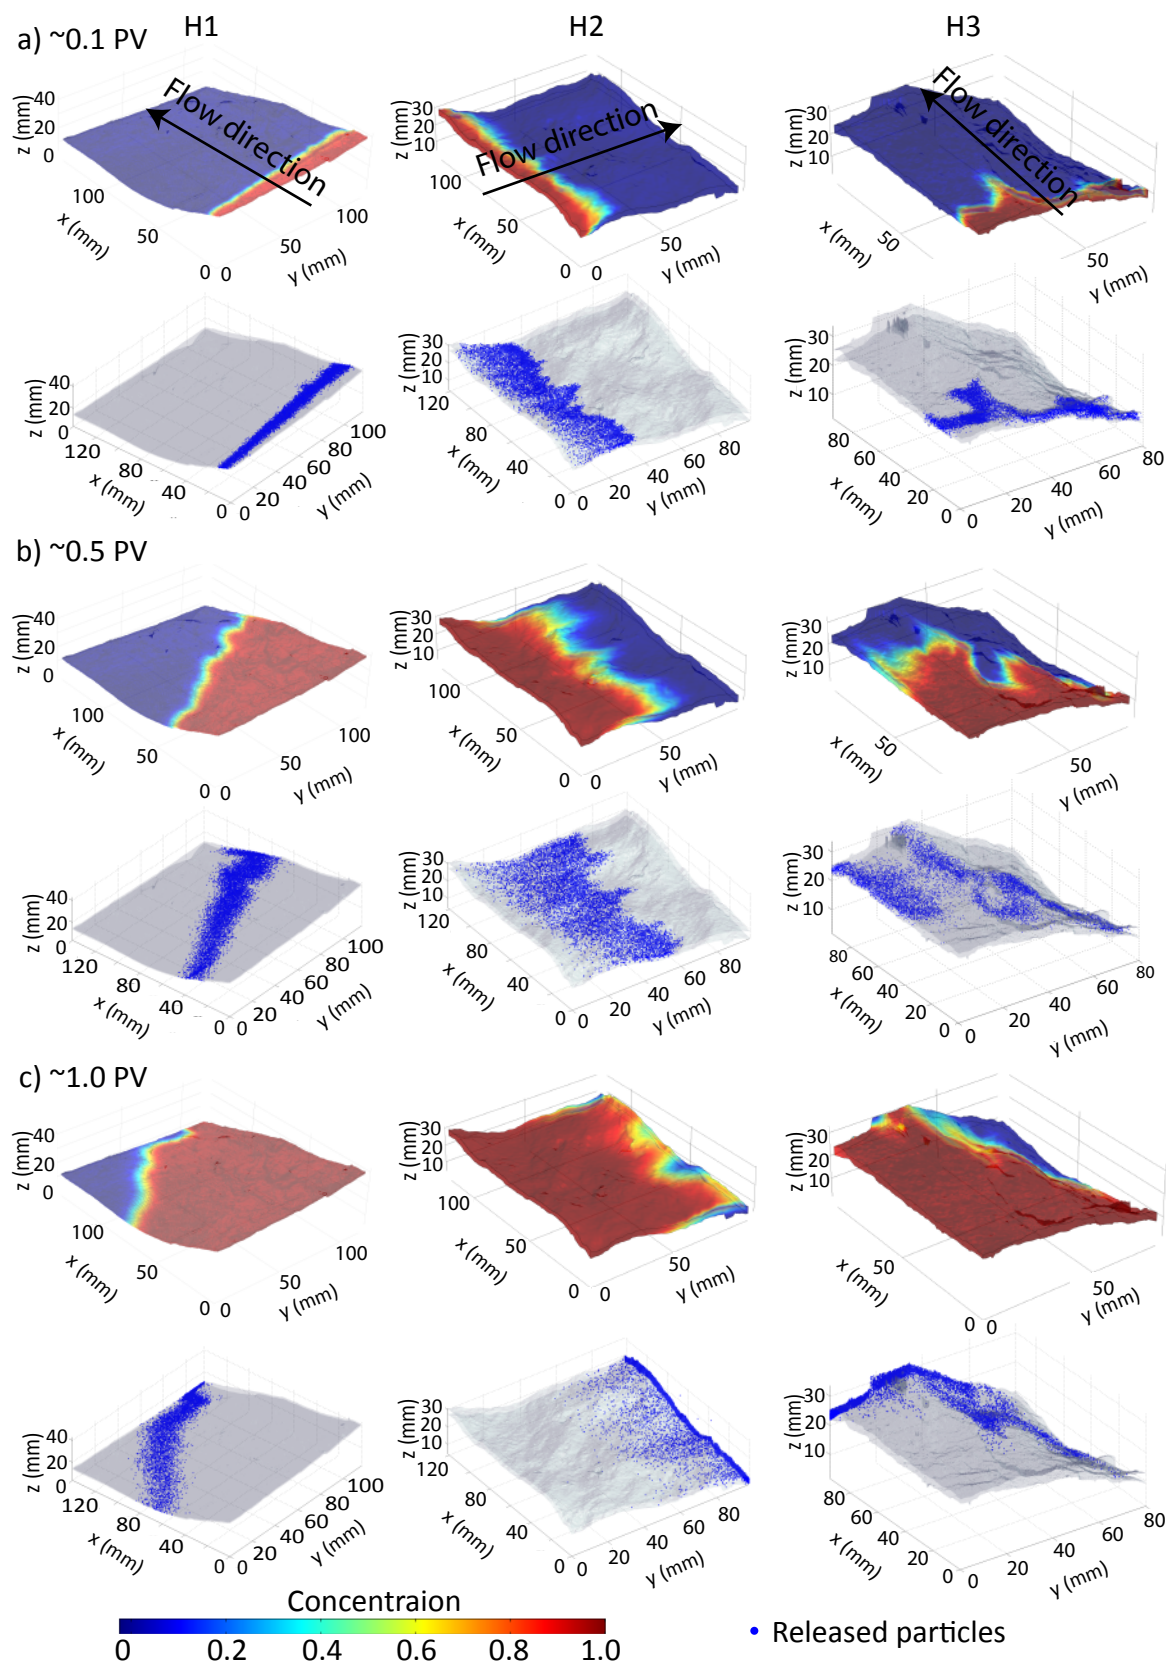 H1 H2 H3
a) ~0.1 PV
40 20 0 z (mm) 100 50 0 x (mm) 0 50 100 y (mm) Flow direction
30 20 10 z (mm) 100 50 0 x (mm) 0 50 y (mm) Flow direction
30 20 10 z (mm) 50 x (mm) 50 y (mm) Flow direction
40 20 0 z (mm) 120 80 40 0 x (mm) 0 20 40 60 80 100 y (mm)
30 20 10 z (mm) 120 80 40 0 x (mm) 0 20 40 60 80 y (mm)
30 20 10 z (mm) 80 60 40 20 0 x (mm) 0 20 40 60 80 y (mm)
b) ~0.5 PV
40 20 0 z (mm) 100 50 0 x (mm) 0 50 100 y (mm)
30 20 10 z (mm) 100 50 0 x (mm) 0 50 y (mm)
30 20 10 z (mm) 50 x (mm) 50 y (mm)
40 20 0 z (mm) 120 80 40 0 x (mm) 0 20 40 60 80 100 y (mm)
30 20 10 z (mm) 120 80 40 0 x (mm) 0 20 40 60 80 y (mm)
30 20 10 z (mm) 80 60 40 20 0 x (mm) 0 20 40 60 80 y (mm)
c) ~1.0 PV
40 20 0 z (mm) 100 50 0 x (mm) 0 50 100 y (mm)
30 20 10 z (mm) 100 50 0 x (mm) 0 50 y (mm)
30 20 10 z (mm) 50 0 x (mm) 0 50 y (mm)
40 20 0 z (mm) 120 80 40 0 x (mm) 0 20 40 60 80 100 y (mm)
30 20 10 z (mm) 120 80 40 0 x (mm) 0 20 40 60 80 y (mm)
30 20 10 z (mm) 80 60 40 20 0 x (mm) 0 20 40 60 80 y (mm)
Concentraion
0 0.2 0.4 0.6 0.8 1.0
• Released particles